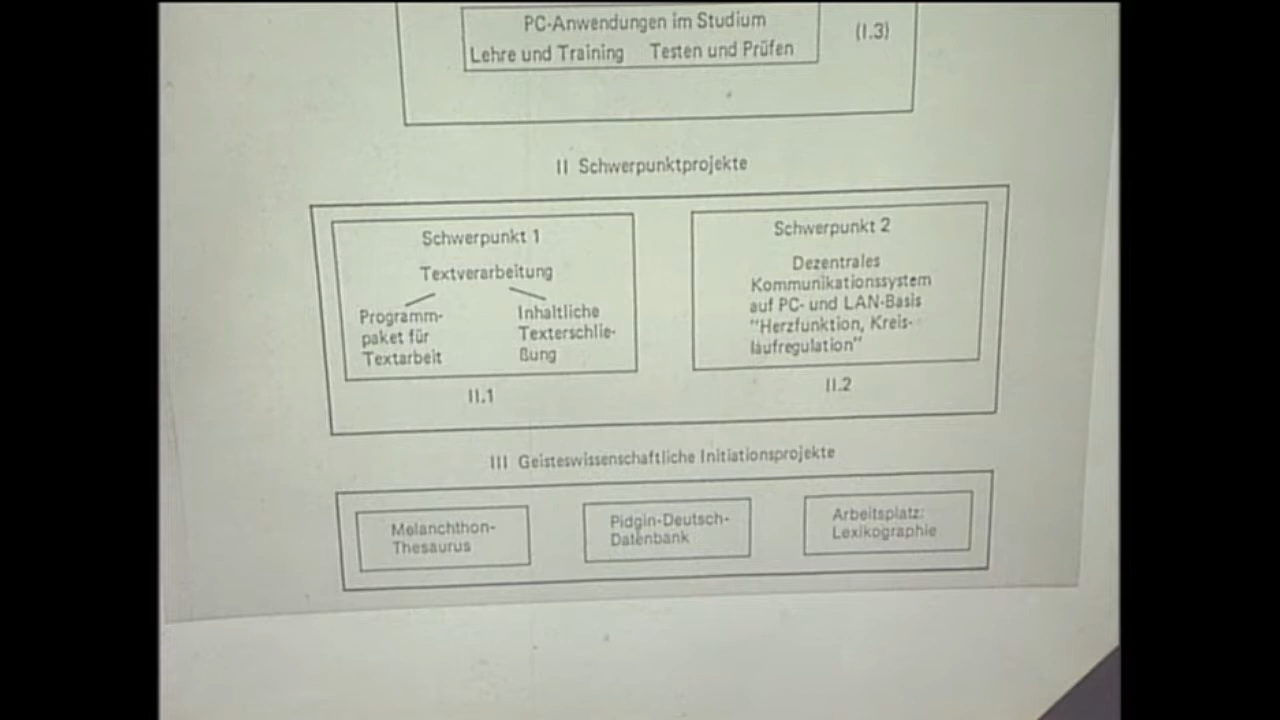 PC-Anwendungen im Studium
Lehre und Training Testen und Prüfen
(I.3)
II Schwerpunktprojekte
Schwerpunkt 1
Textverarbeitung
Programm-
paket für
Textarbeit
Inhaltliche
Texterschlie-
ßung
II.1
Schwerpunkt 2
Dezentrales
Kommunikationssystem
auf PC- und LAN-Basis
"Herzfunktion, Kreis-
laufregulation"
II.2
III Geisteswissenschaftliche Initiationsprojekte
Melanchthon-
Thesaurus
Pidgin-Deutsch-
Datenbank
Arbeitsplatz:
Lexikographie